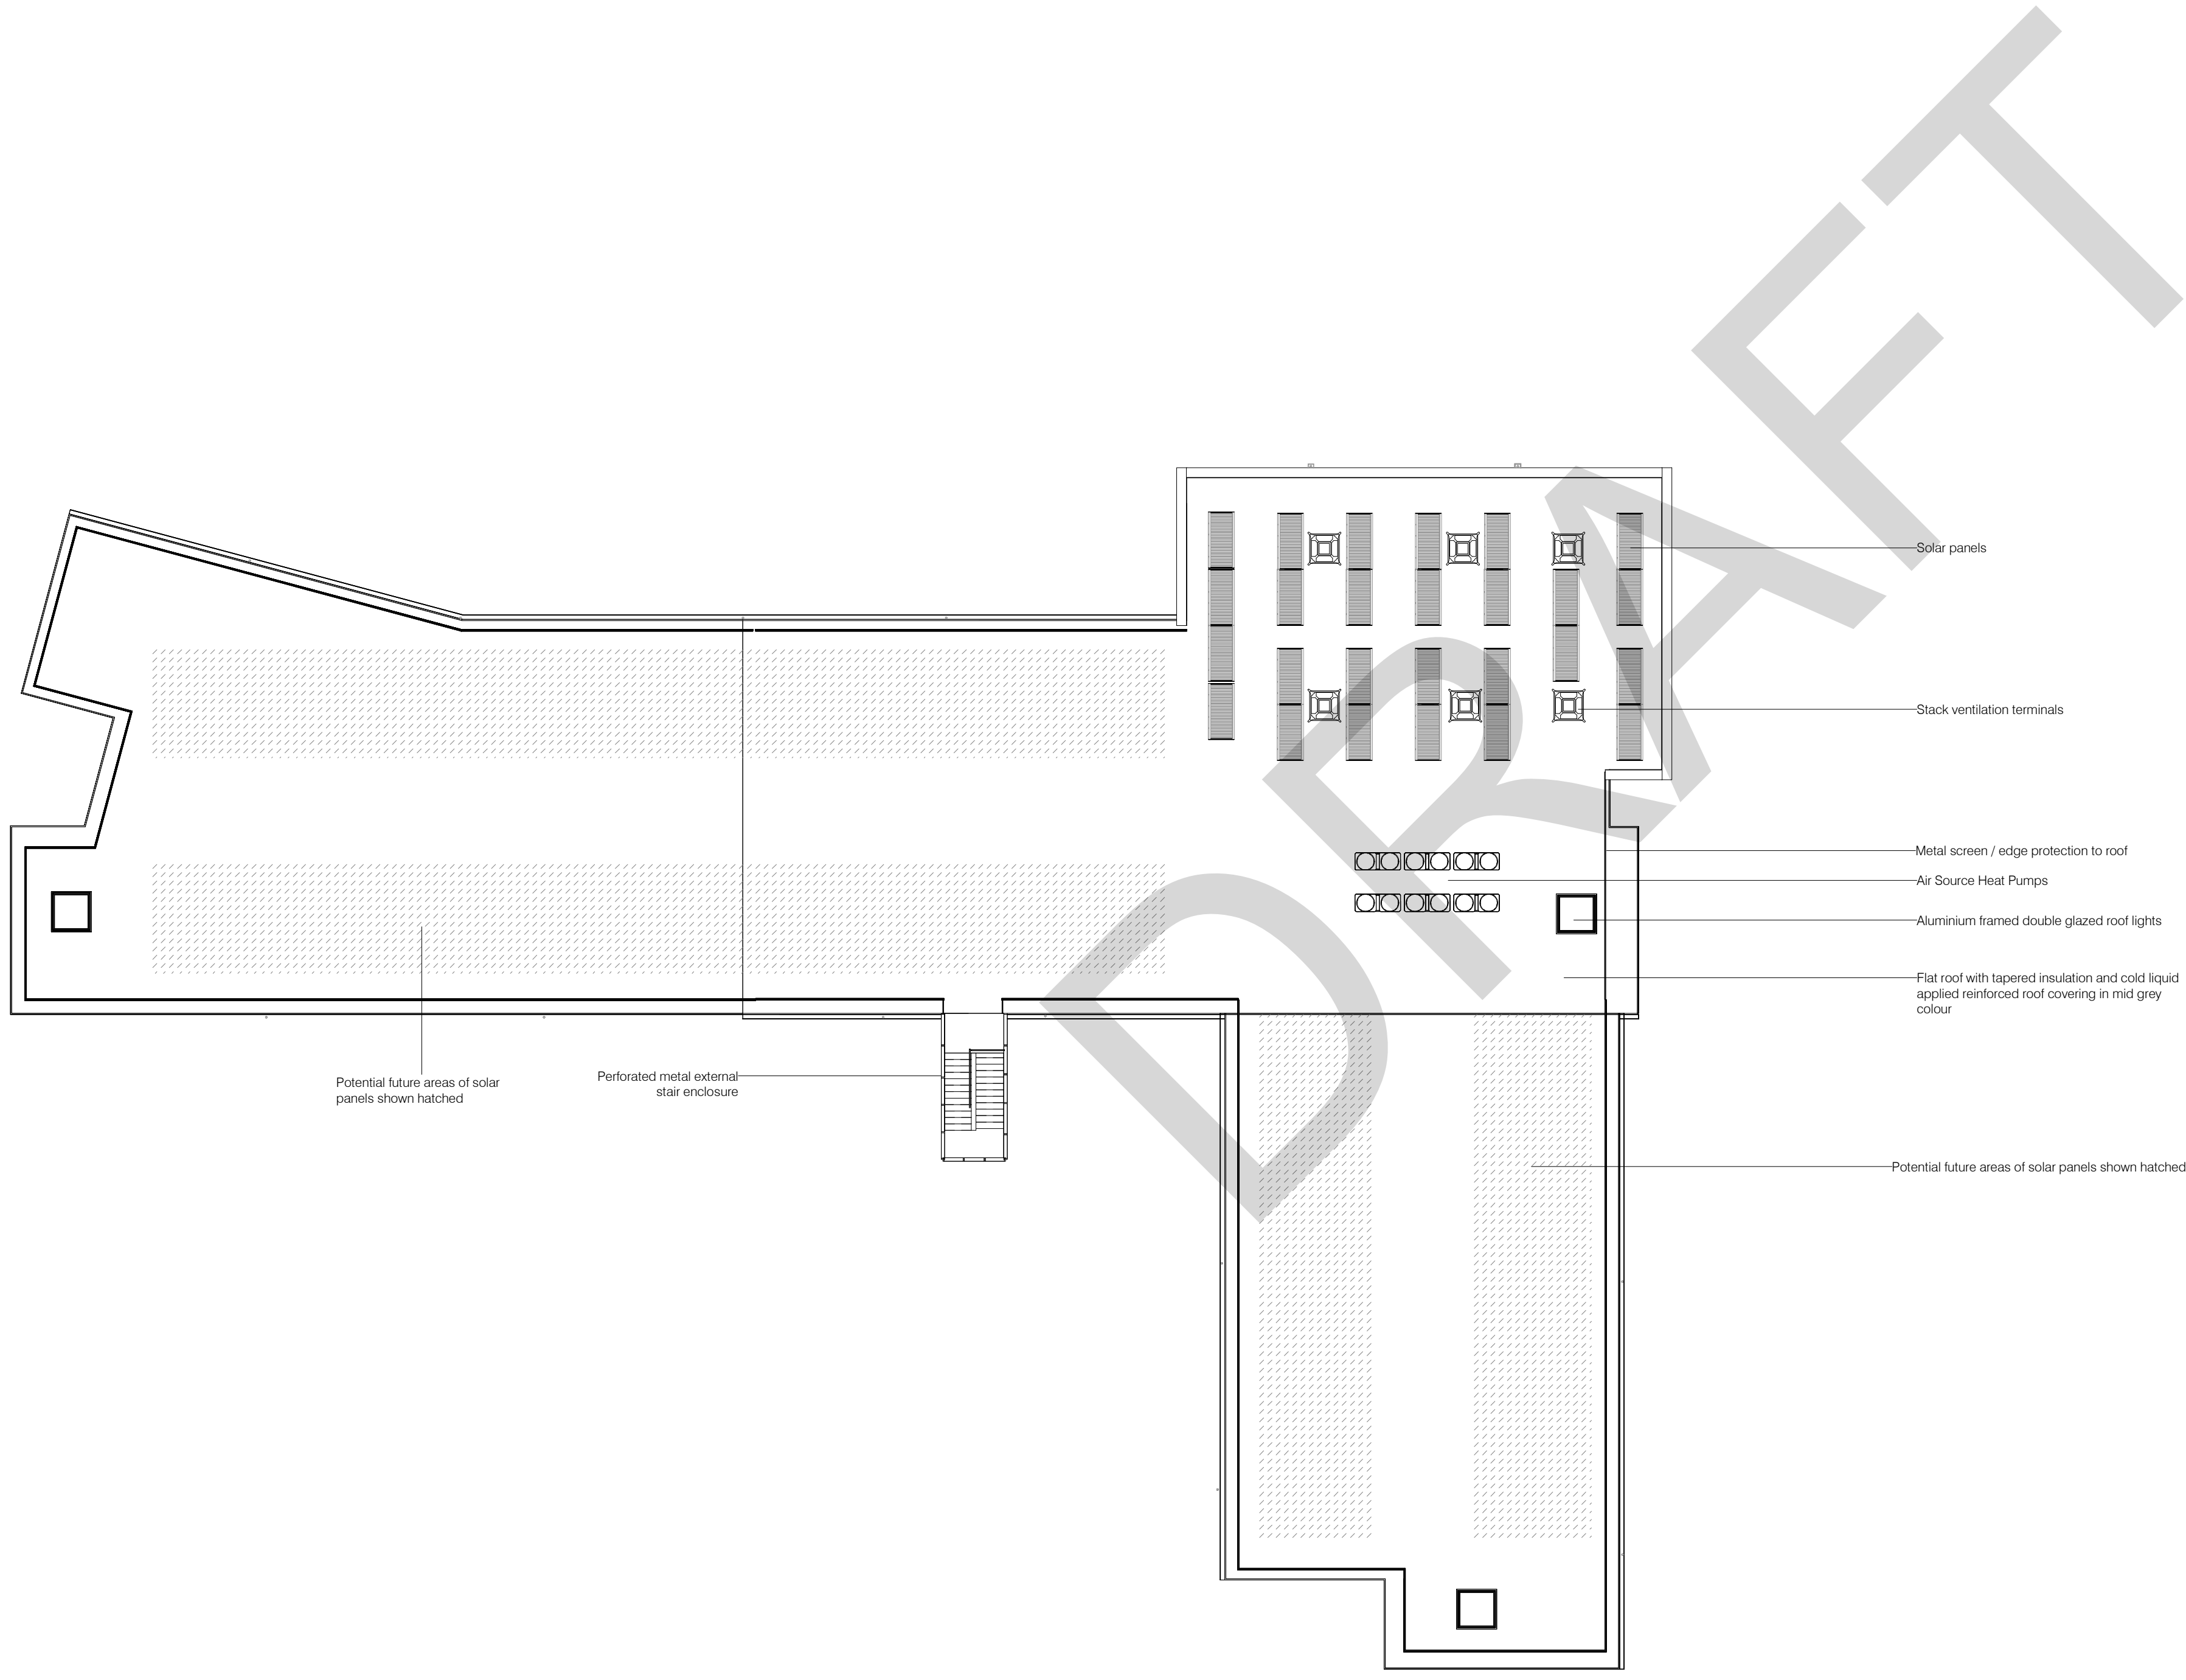 DRAFT
Solar panels
Stack ventilation terminals
Metal screen / edge protection to roof
Air Source Heat Pumps
Aluminium framed double glazed roof lights
Flat roof with tapered insulation and cold liquid
applied reinforced roof covering in mid grey
colour
Potential future areas of solar
panels shown hatched
Perforated metal external
stair enclosure
Potential future areas of solar panels shown hatched